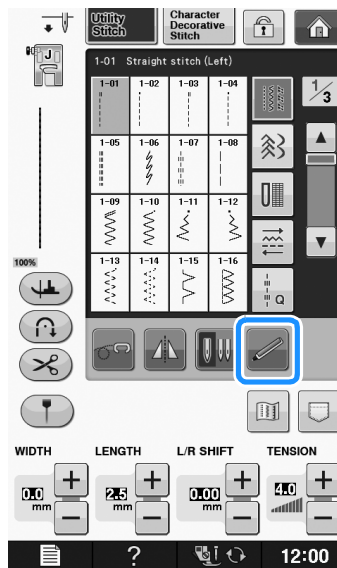 Utility
Stitch
Character
Decorative
Stitch
J
1-01 Straight stitch (Left)
1-01 1-02 1-03 1-04
1/3
1-05 1-06 1-07 1-08
1-09 1-10 1-11 1-12
1-13 1-14 1-15 1-16
Q
100%
WIDTH LENGTH L/R SHIFT TENSION
0.0 mm + −
2.5 mm + −
0.00 mm + −
4.0 + −
? 12:00